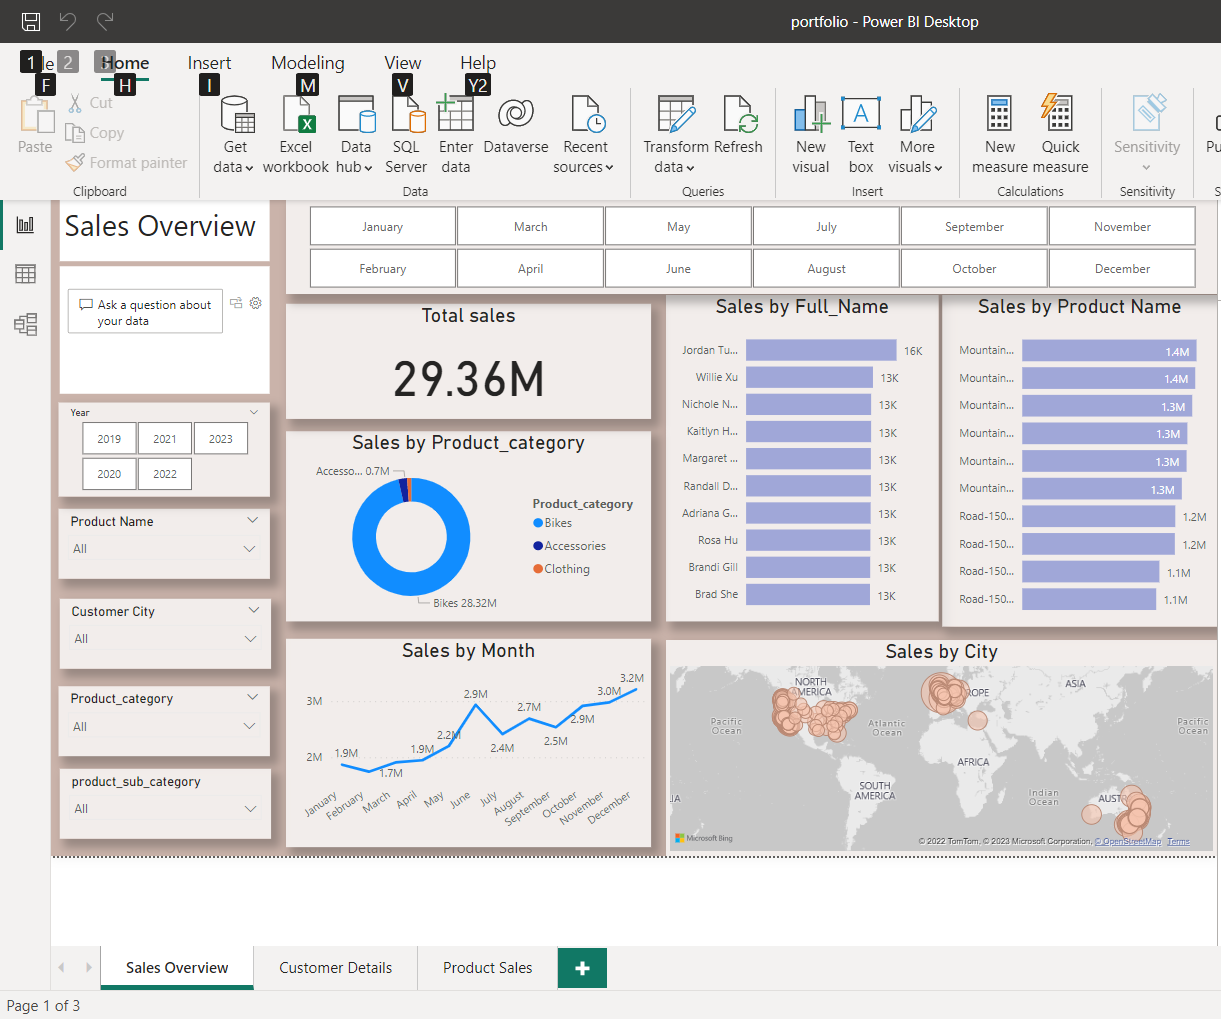 portfolio - Power BI Desktop
1 le 2 Home Insert Modeling View Help
F H I M V Y2
Paste
Cut
Copy
Format painter
Clipboard
Get data
Excel workbook
Data hub
SQL Server
Enter data
Dataverse
Recent sources
Data
Transform data
Refresh
Queries
New visual
Text box
More visuals
Insert
New measure
Quick measure
Calculations
Sensitivity
Sensitivity
Pu
S
Sales Overview
January March May July September November
February April June August October December
Ask a question about
your data
Year
2019 2021 2023
2020 2022
Product Name
All
Customer City
All
Product_category
All
product_sub_category
All
Total sales
29.36M
Sales by Product_category
Accesso... 0.7M
Bikes 28.32M
Product_category
Bikes
Accessories
Clothing
Sales by Month
3M
2M
1.9M
1.7M
1.9M
2.2M
2.9M
2.4M
2.7M
2.5M
2.9M
3.0M
3.2M
January
February
March
April
May
June
July
August
September
October
November
December
Sales by Full_Name
Jordan Tu... 16K
Willie Xu 13K
Nichole N... 13K
Kaitlyn H... 13K
Margaret ... 13K
Randall D... 13K
Adriana G... 13K
Rosa Hu 13K
Brandi Gill 13K
Brad She 13K
Sales by Product Name
Mountain... 1.4M
Mountain... 1.4M
Mountain... 1.3M
Mountain... 1.3M
Mountain... 1.3M
Mountain... 1.3M
Road-150... 1.2M
Road-150... 1.2M
Road-150... 1.1M
Road-150... 1.1M
Sales by City
NORTH
AMERICA
ASIA
OPE
Pacific
Ocean
Atlantic
Ocean
Pacific
Ocean
AFRICA
SOUTH
AMERICA
Indian
Ocean
IA
AUST
Microsoft Bing
© 2022 TomTom, © 2023 Microsoft Corporation, © OpenStreetMap Terms
Sales Overview Customer Details Product Sales +
Page 1 of 3